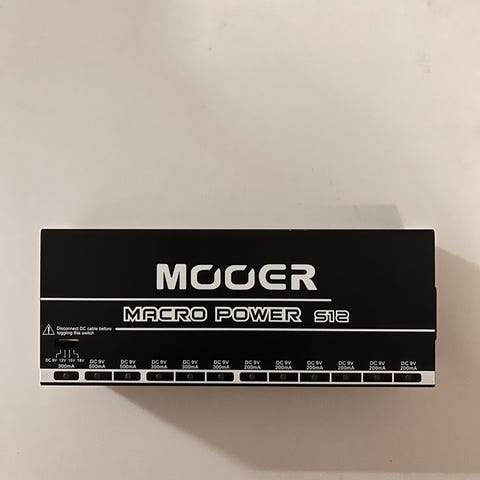 MOOER
MACRO POWER S12
Disconnect DC cable before
toggling this switch
DC 9V 12V 15V 18V
300mA
DC 9V
500mA
DC 9V
500mA
DC 9V
300mA
DC 9V
300mA
DC 9V
300mA
DC 9V
200mA
DC 9V
200mA
DC 9V
200mA
DC 9V
200mA
DC 9V
200mA
DC 9V
200mA